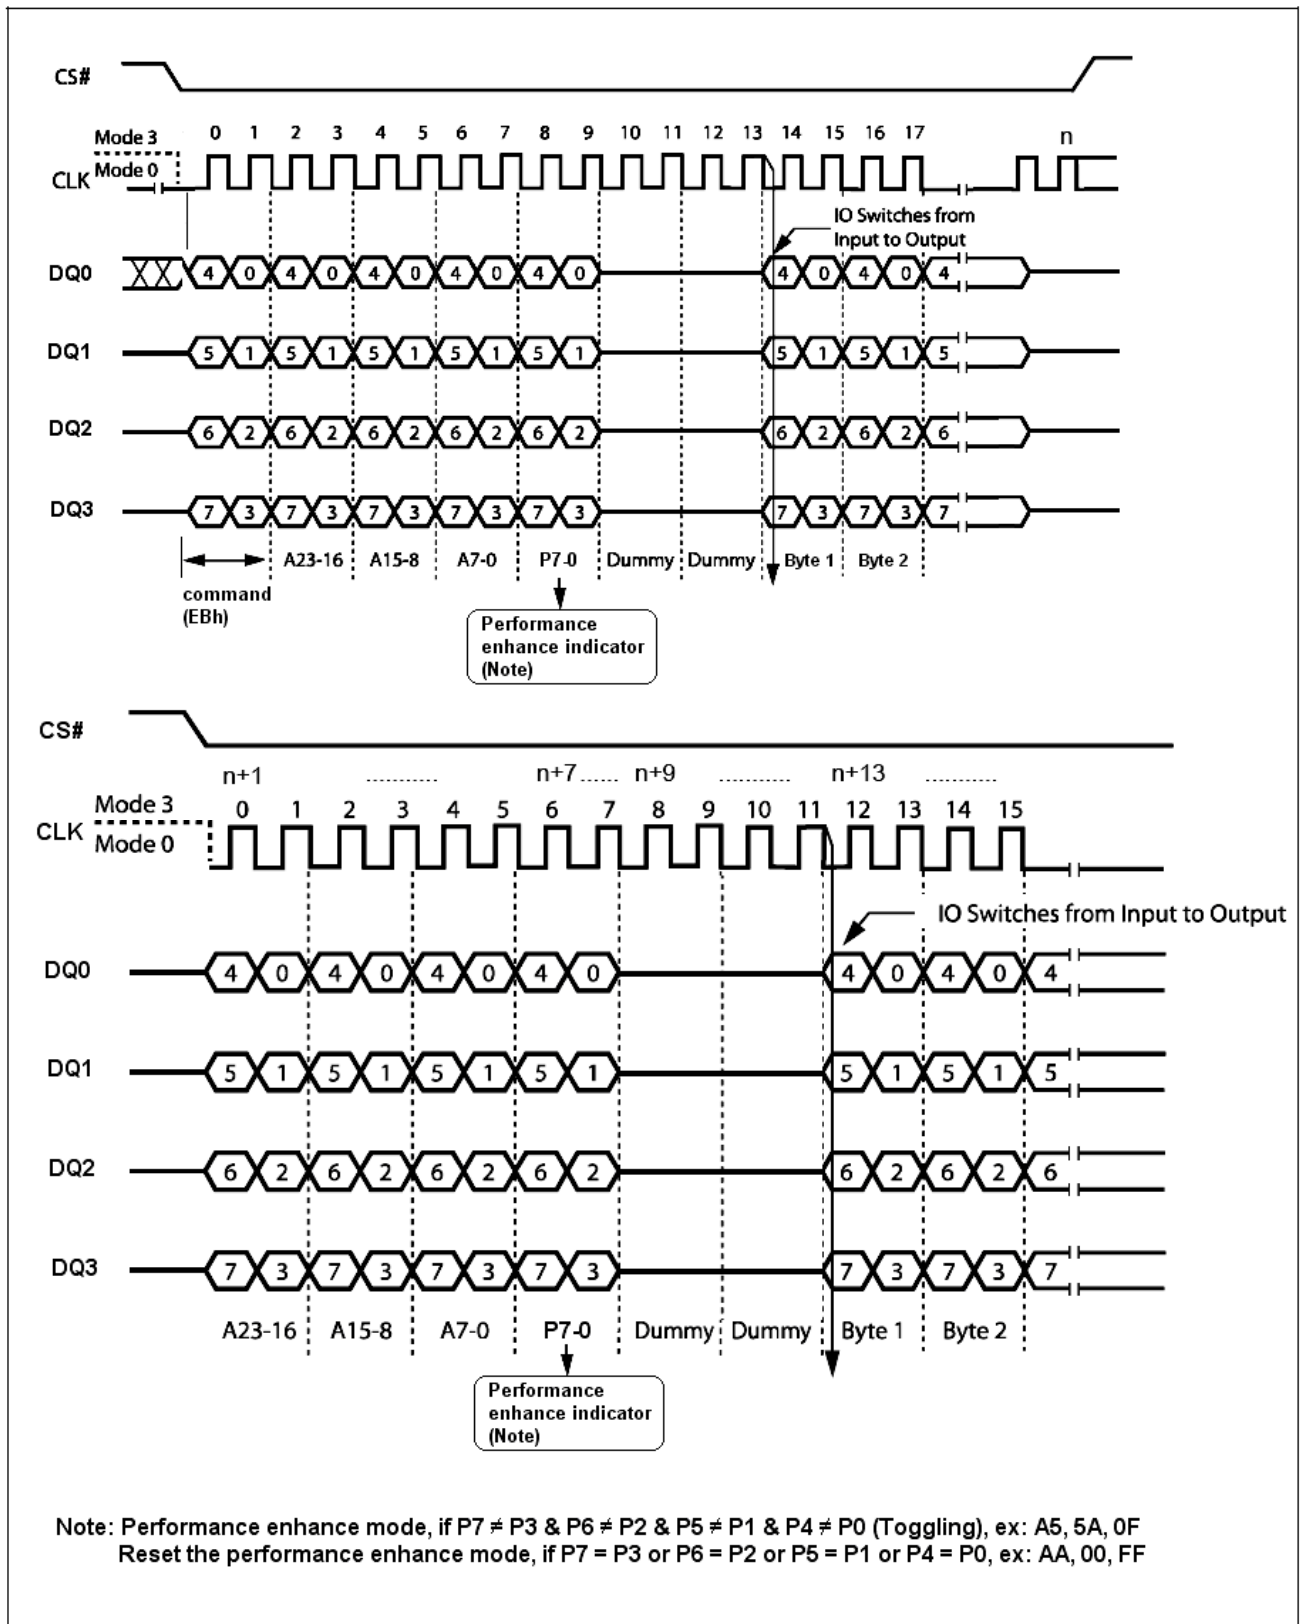 CS#
Mode 3
0 1 2 3 4 5 6 7 8 9 10 11 12 13 14 15 16 17 n
CLK Mode 0
IO Switches from
Input to Output
DQ0 4 0 4 0 4 0 4 0 4 0 4 0 4 0 4
DQ1 5 1 5 1 5 1 5 1 5 1 5 1 5 1 5
DQ2 6 2 6 2 6 2 6 2 6 2 6 2 6 2 6
DQ3 7 3 7 3 7 3 7 3 7 3 7 3 7 3 7
A23-16 A15-8 A7-0 P7-0 Dummy Dummy Byte 1 Byte 2
command
(EBh)
Performance
enhance indicator
(Note)
CS#
n+1 ............ n+7 ...... n+9 ............ n+13 ............
Mode 3
0 1 2 3 4 5 6 7 8 9 10 11 12 13 14 15
CLK Mode 0
IO Switches from Input to Output
DQ0 4 0 4 0 4 0 4 0 4 0 4 0 4
DQ1 5 1 5 1 5 1 5 1 5 1 5 1 5
DQ2 6 2 6 2 6 2 6 2 6 2 6 2 6
DQ3 7 3 7 3 7 3 7 3 7 3 7 3 7
A23-16 A15-8 A7-0 P7-0 Dummy Dummy Byte 1 Byte 2
Performance
enhance indicator
(Note)
Note: Performance enhance mode, if P7 ≠ P3 & P6 ≠ P2 & P5 ≠ P1 & P4 ≠ P0 (Toggling), ex: A5, 5A, 0F
Reset the performance enhance mode, if P7 = P3 or P6 = P2 or P5 = P1 or P4 = P0, ex: AA, 00, FF